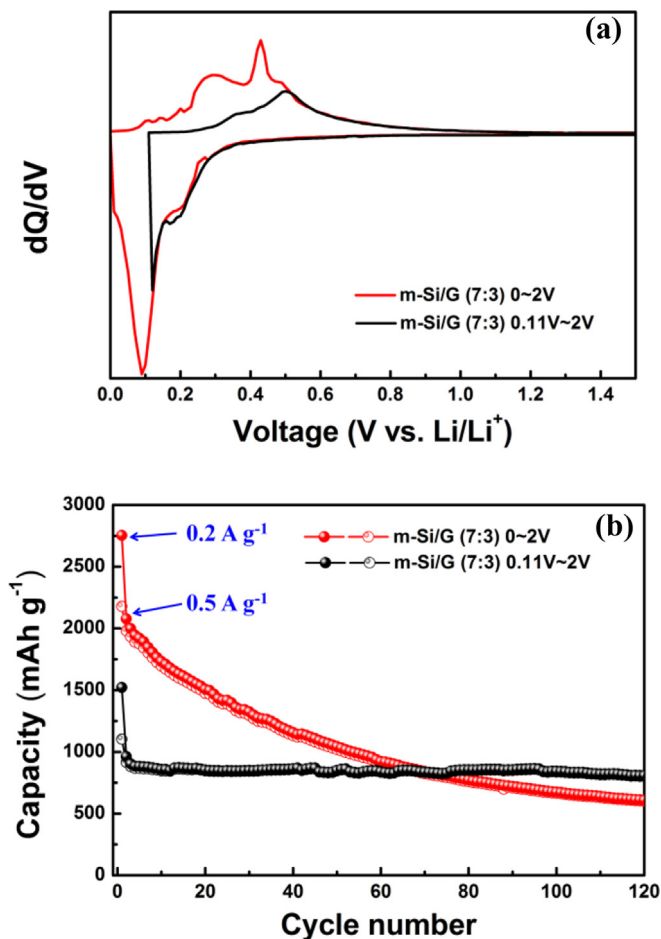 (a)
dQ/dV
m-Si/G (7:3) 0~2V
m-Si/G (7:3) 0.11V~2V
0.0 0.2 0.4 0.6 0.8 1.0 1.2 1.4
Voltage (V vs. Li/Li⁺)
(b)
3000
2500
2000
1500
1000
500
0
Capacity (mAh g⁻¹)
0.2 A g⁻¹
0.5 A g⁻¹
m-Si/G (7:3) 0~2V
m-Si/G (7:3) 0.11V~2V
0 20 40 60 80 100 120
Cycle number